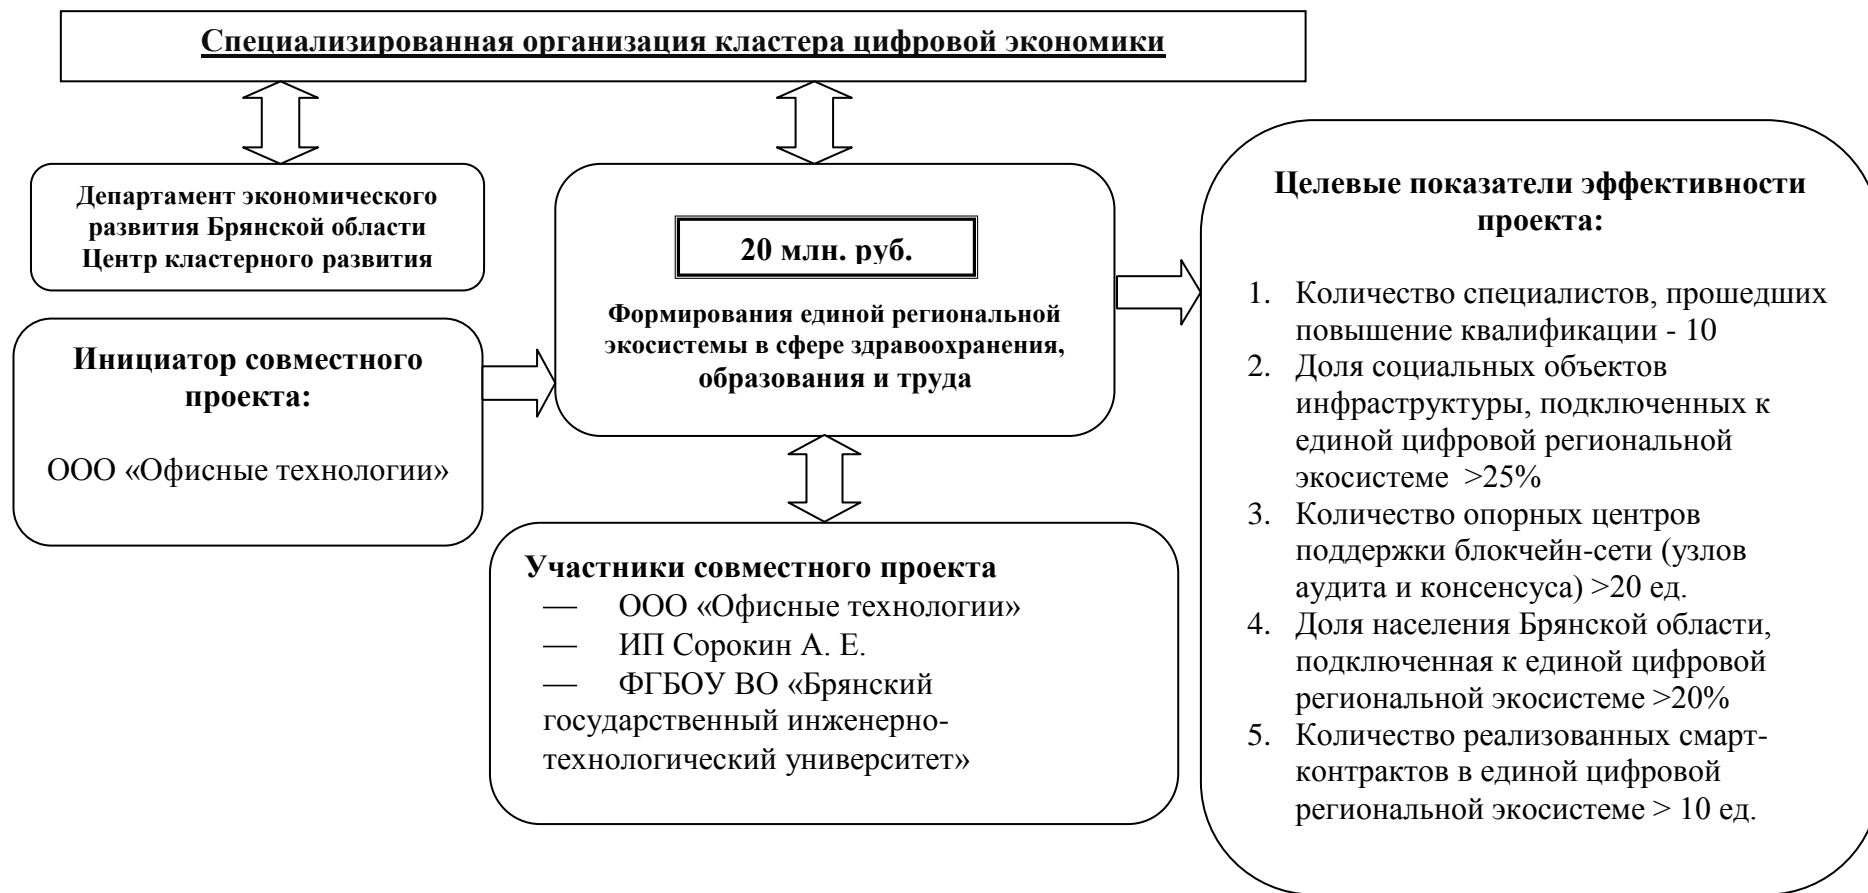 Специализированная организация кластера цифровой экономики
Департамент экономического
развития Брянской области
Центр кластерного развития
Инициатор совместного
проекта:
ООО «Офисные технологии»
20 млн. руб.
Формирования единой региональной
экосистемы в сфере здравоохранения,
образования и труда
Участники совместного проекта
— ООО «Офисные технологии»
— ИП Сорокин А. Е.
— ФГБОУ ВО «Брянский
государственный инженерно-
технологический университет»
Целевые показатели эффективности
проекта:
1. Количество специалистов, прошедших
повышение квалификации - 10
2. Доля социальных объектов
инфраструктуры, подключенных к
единой цифровой региональной
экосистеме >25%
3. Количество опорных центров
поддержки блокчейн-сети (узлов
аудита и консенсуса) >20 ед.
4. Доля населения Брянской области,
подключенная к единой цифровой
региональной экосистеме >20%
5. Количество реализованных смарт-
контрактов в единой цифровой
региональной экосистеме > 10 ед.